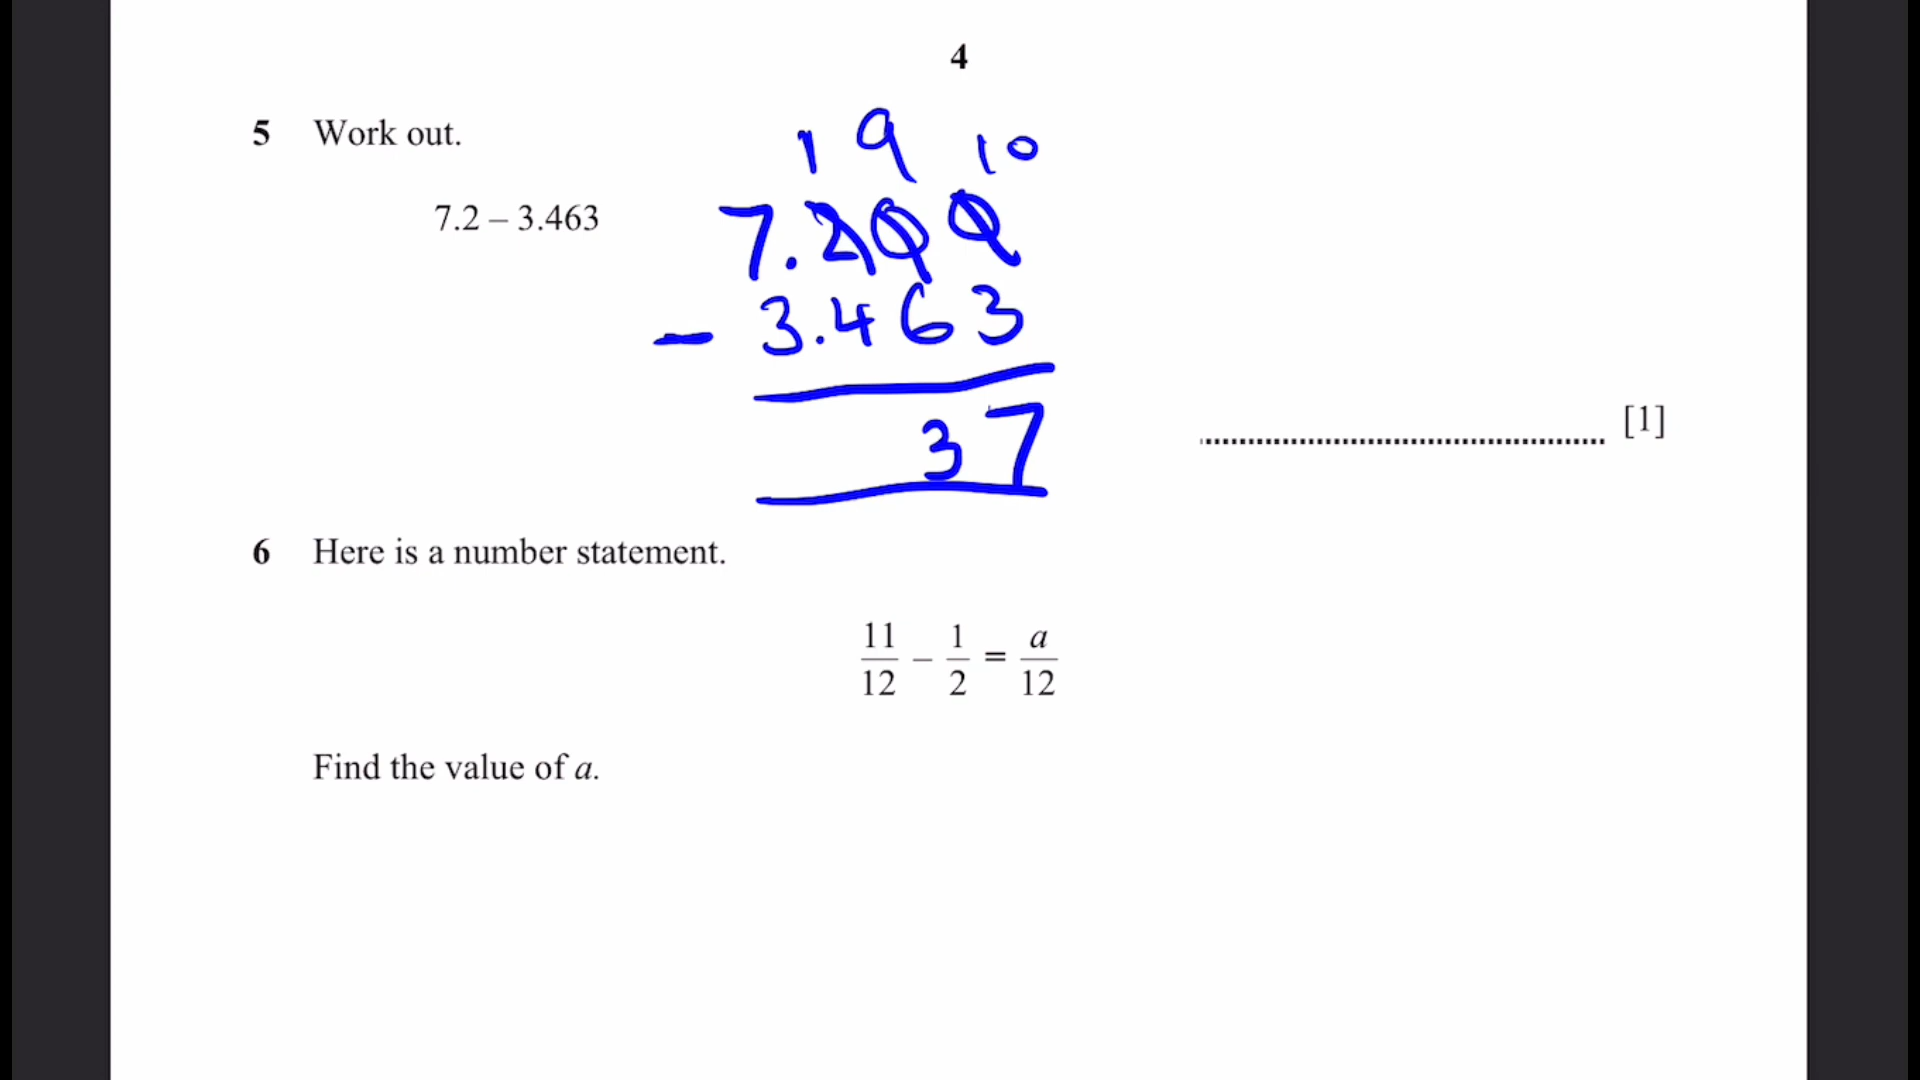 4
5 Work out.
1 9 10
7.2 – 3.463
7.200
– 3.463
37
[1]
6 Here is a number statement.
11/12 – 1/2 = a/12
Find the value of a.